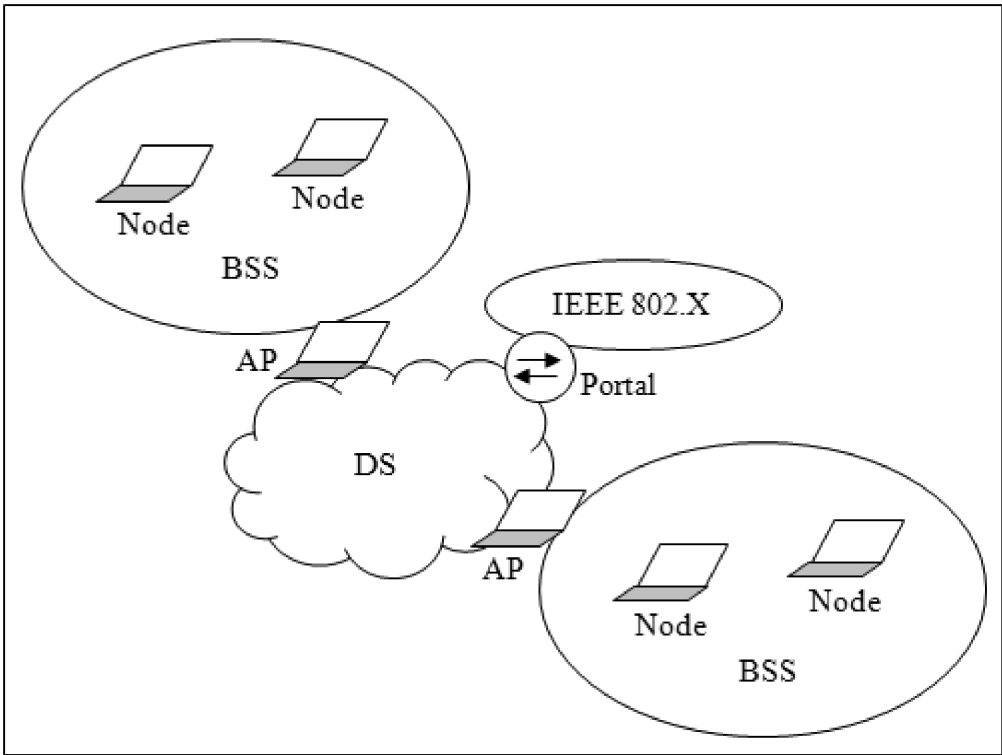 Node
Node
BSS
IEEE 802.X
AP
Portal
DS
AP
Node
Node
BSS